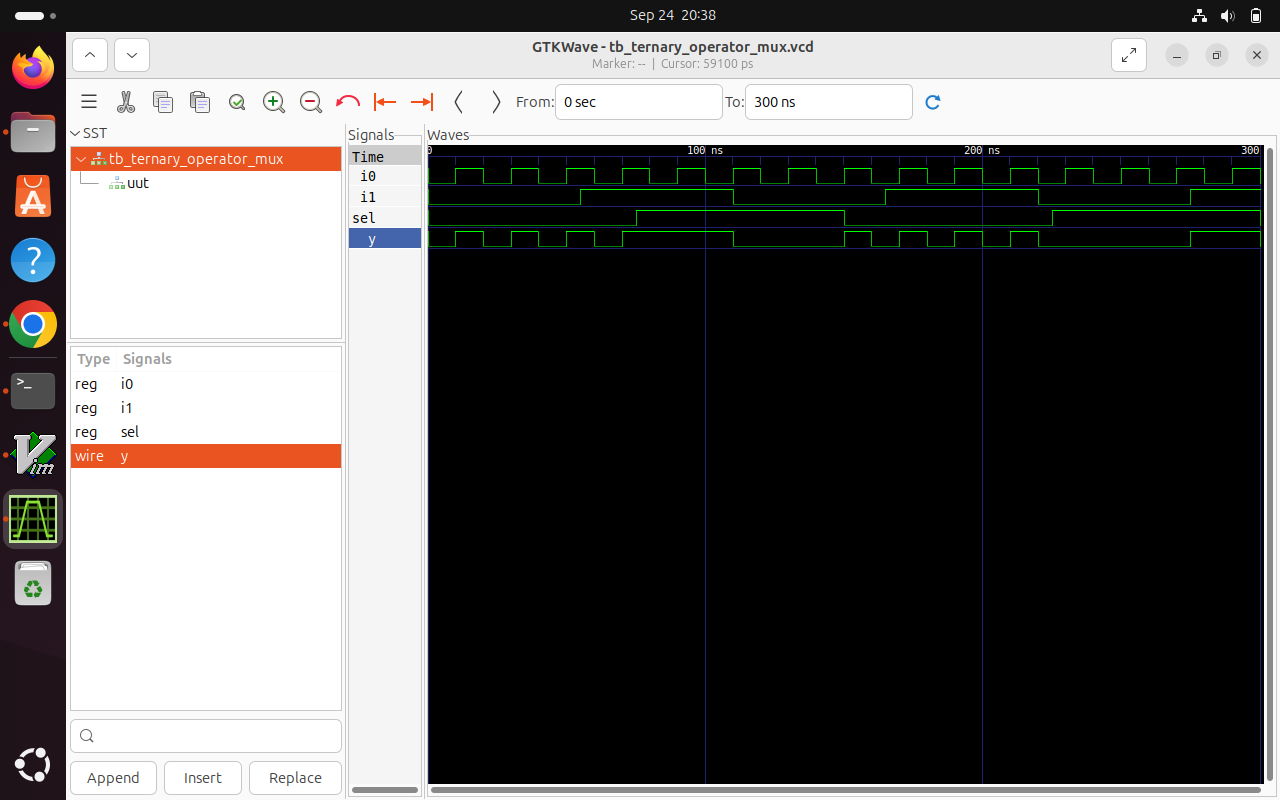 Sep 24 20:38
GTKWave - tb_ternary_operator_mux.vcd
Marker: -- | Cursor: 59100 ps
From:
0 sec
To:
300 ns
SST
tb_ternary_operator_mux
uut
Type Signals
reg i0
reg i1
reg sel
wire y
Append
Insert
Replace
Signals
Time
i0
i1
sel
y
Waves
0
100 ns
200 ns
300
>_
?
Vim